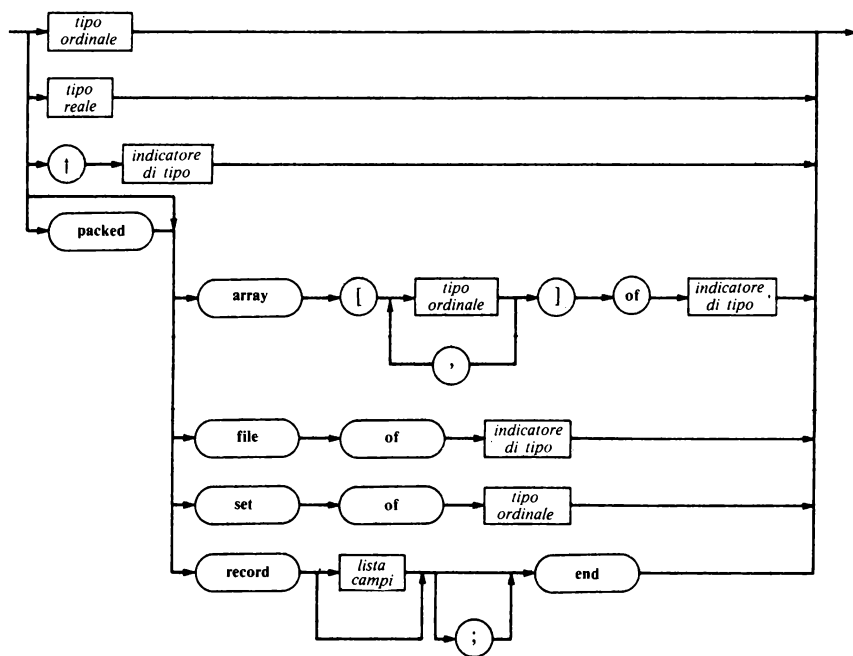 tipo
ordinale
tipo
reale
↑
indicatore
di tipo
packed
array
[
tipo
ordinale
]
of
indicatore
di tipo
,
file
of
indicatore
di tipo
set
of
tipo
ordinale
record
lista
campi
end
;